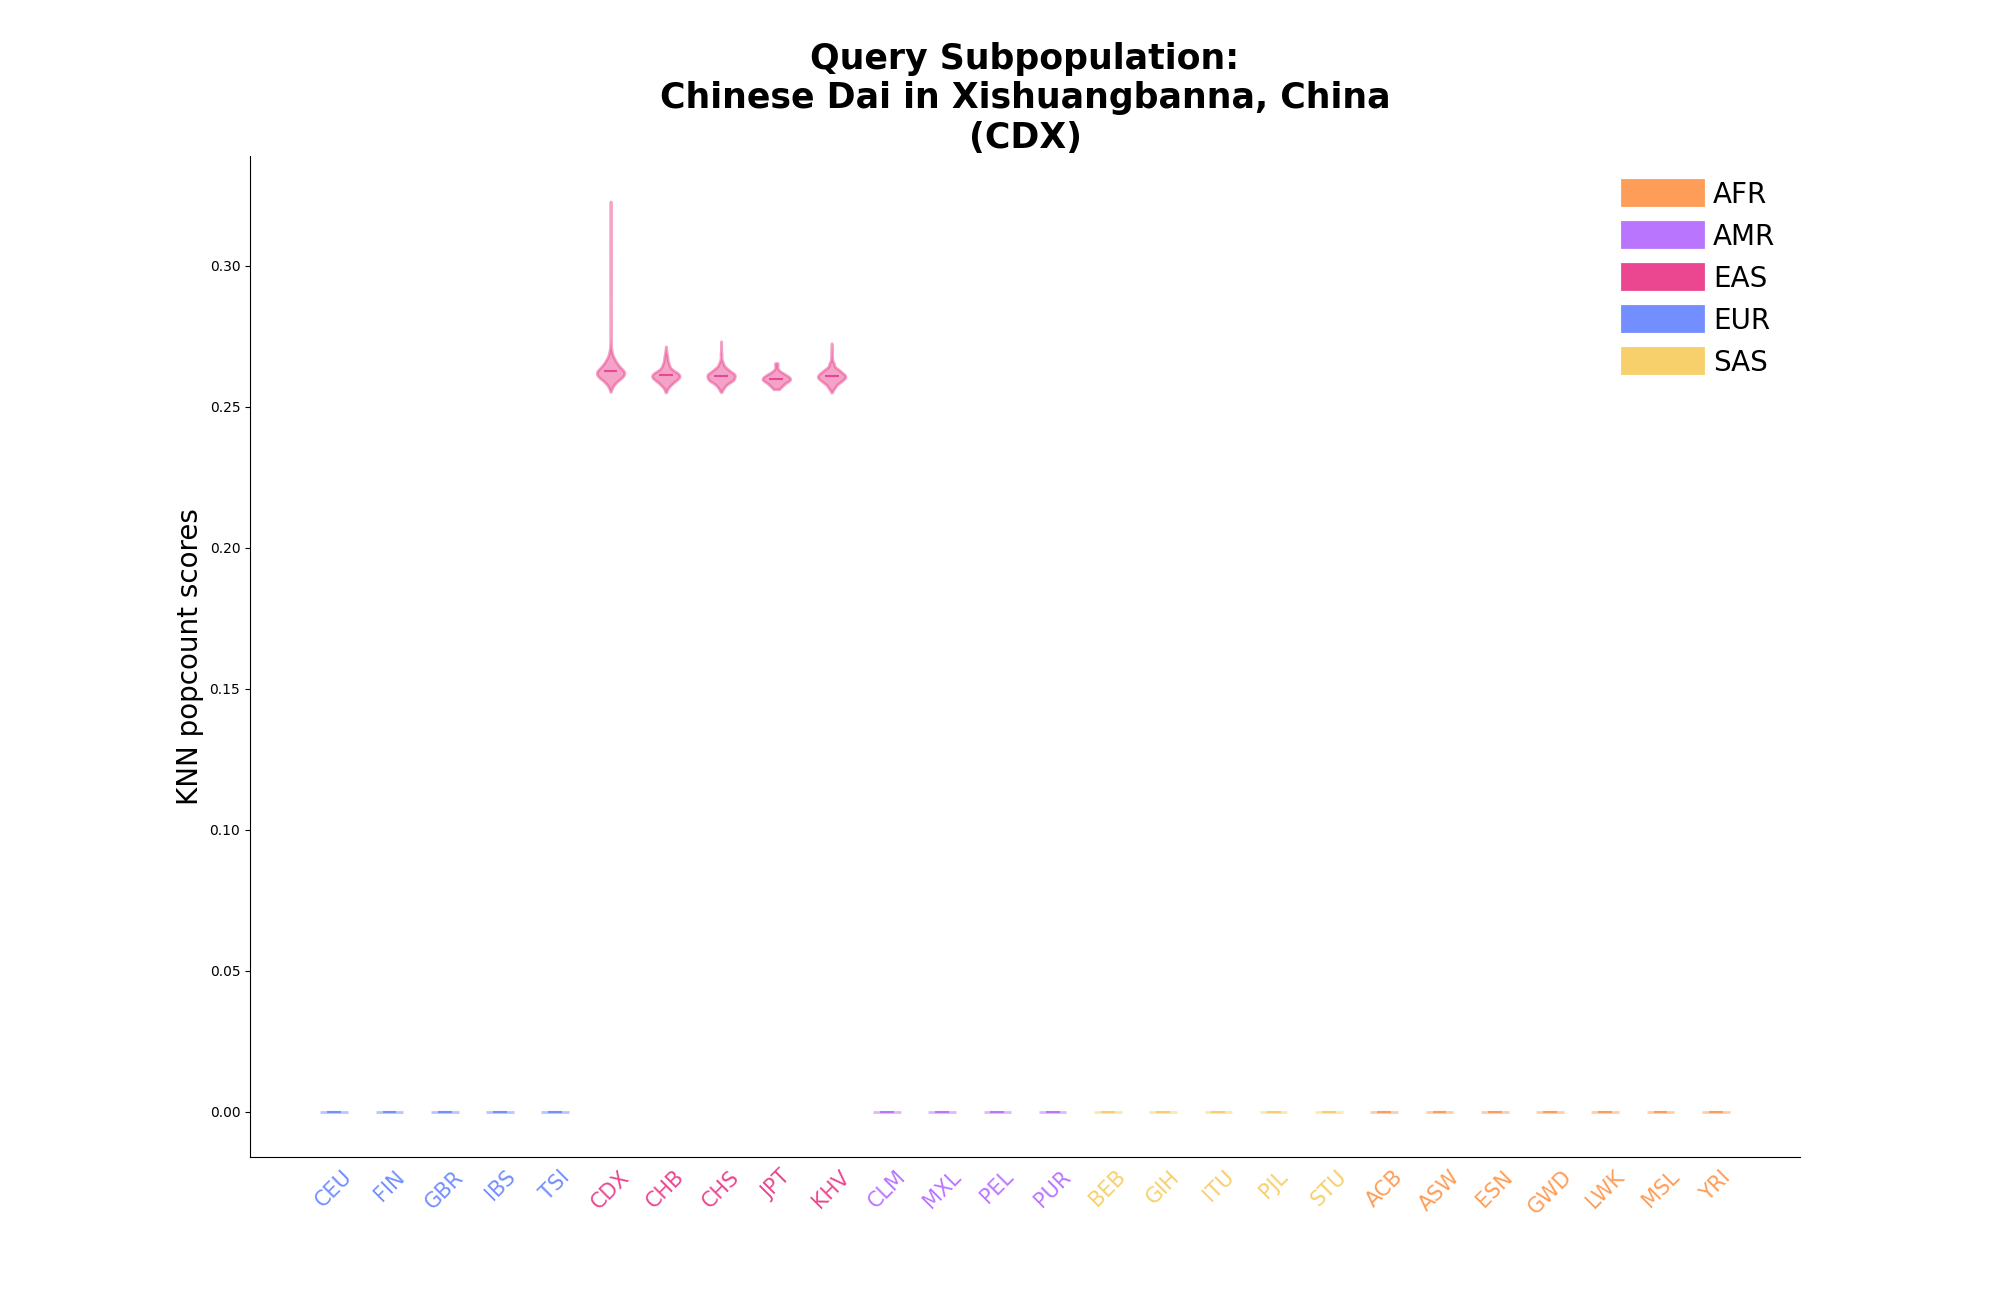 Query Subpopulation:
Chinese Dai in Xishuangbanna, China
(CDX)
AFR
AMR
EAS
EUR
SAS
KNN popcount scores
0.30
0.25
0.20
0.15
0.10
0.05
0.00
CEU FIN GBR IBS TSI CDX CHB CHS JPT KHV CLM MXL PEL PUR BEB GIH ITU PJL STU ACB ASW ESN GWD LWK MSL YRI